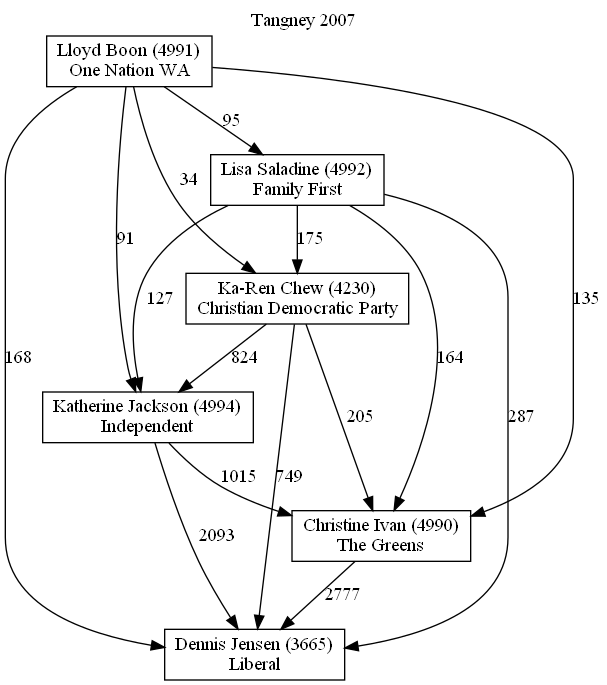 Tangney 2007
Lloyd Boon (4991)
One Nation WA
95
Lisa Saladine (4992)
Family First
34
91
175
127
Ka-Ren Chew (4230)
Christian Democratic Party
135
168
824
164
Katherine Jackson (4994)
Independent
205
287
1015
749
Christine Ivan (4990)
The Greens
2093
2777
Dennis Jensen (3665)
Liberal